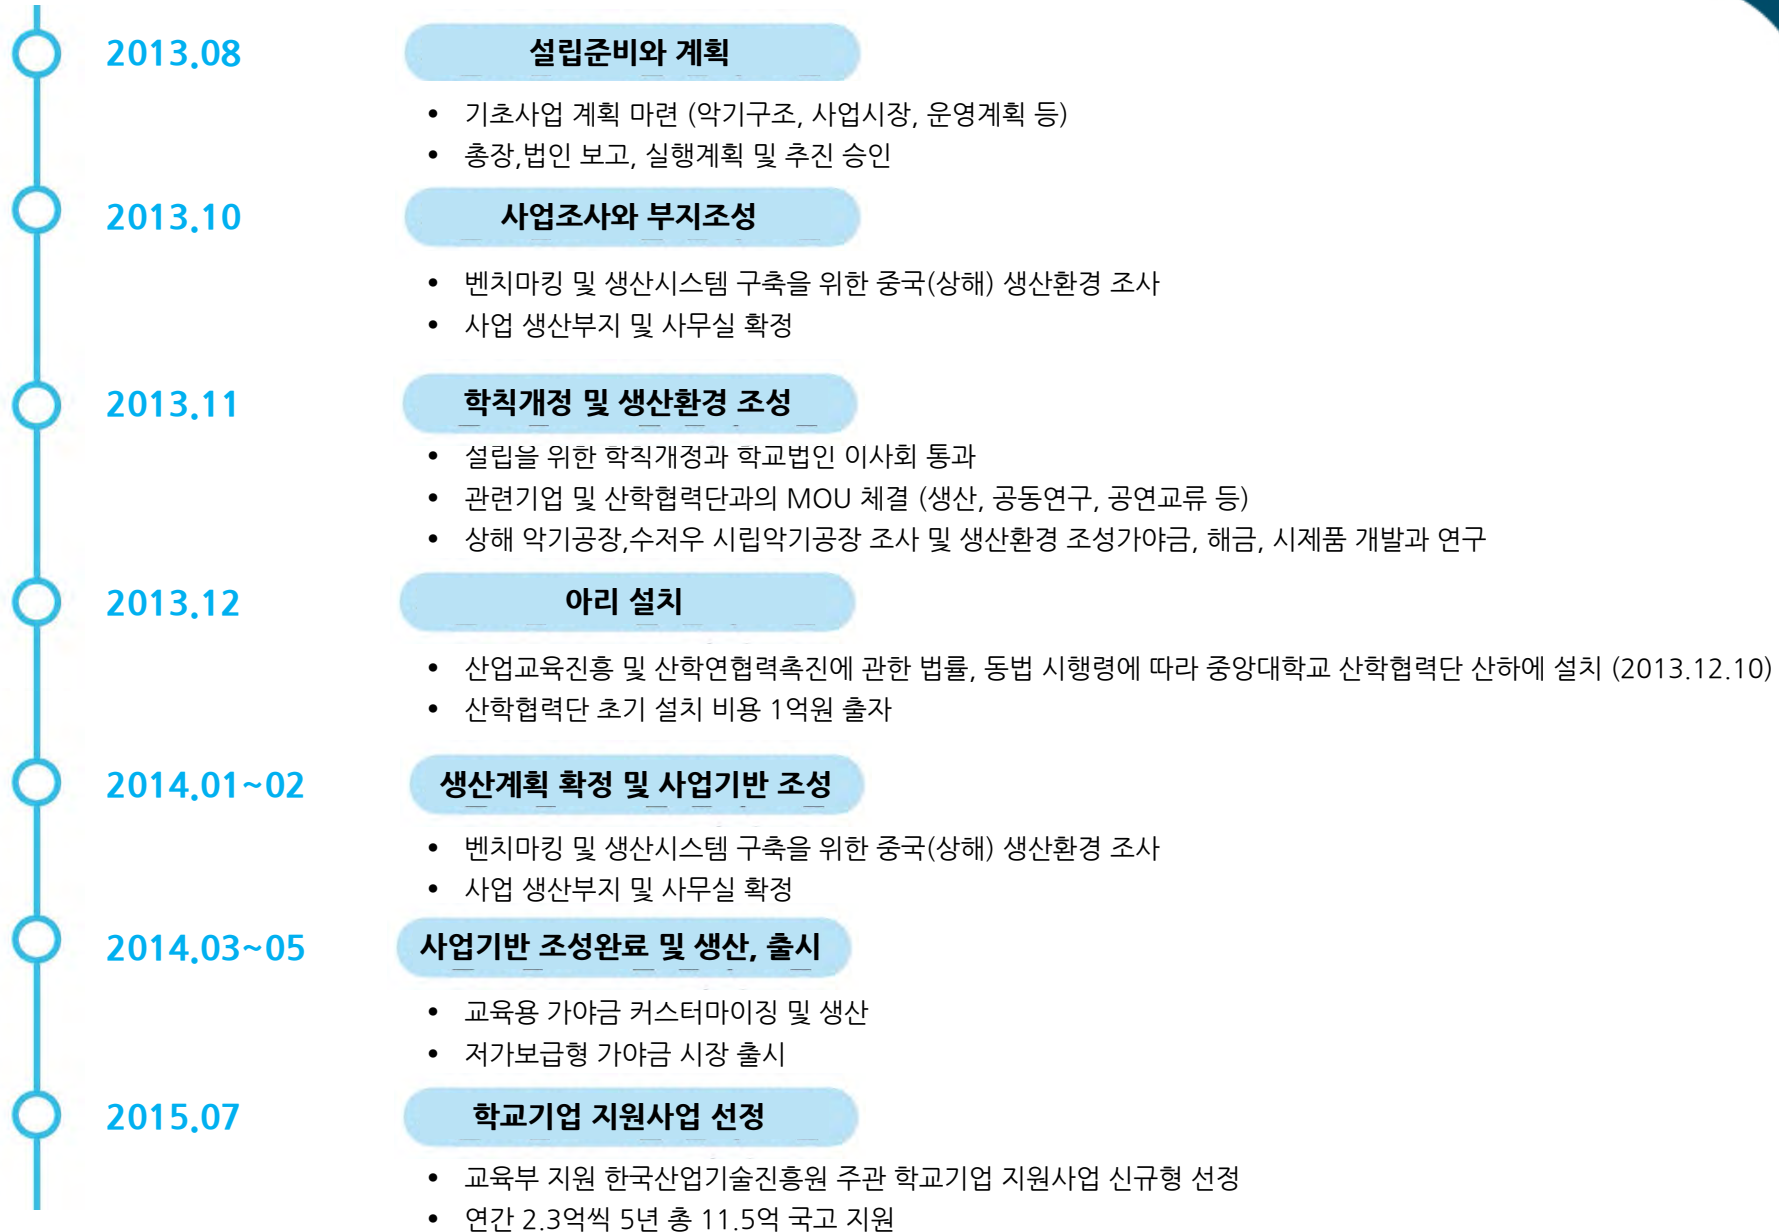 2013.08
설립준비와 계획
• 기초사업 계획 마련 (악기구조, 사업시장, 운영계획 등)
• 총장,법인 보고, 실행계획 및 추진 승인
2013.10
사업조사와 부지조성
• 벤치마킹 및 생산시스템 구축을 위한 중국(상해) 생산환경 조사
• 사업 생산부지 및 사무실 확정
2013.11
학칙개정 및 생산환경 조성
• 설립을 위한 학칙개정과 학교법인 이사회 통과
• 관련기업 및 산학협력단과의 MOU 체결 (생산, 공동연구, 공연교류 등)
• 상해 악기공장,수저우 시립악기공장 조사 및 생산환경 조성가야금, 해금, 시제품 개발과 연구
2013.12
아리 설치
• 산업교육진흥 및 산학연협력촉진에 관한 법률, 동법 시행령에 따라 중앙대학교 산학협력단 산하에 설치 (2013.12.10)
• 산학협력단 초기 설치 비용 1억원 출자
2014.01~02
생산계획 확정 및 사업기반 조성
• 벤치마킹 및 생산시스템 구축을 위한 중국(상해) 생산환경 조사
• 사업 생산부지 및 사무실 확정
2014.03~05
사업기반 조성완료 및 생산, 출시
• 교육용 가야금 커스터마이징 및 생산
• 저가보급형 가야금 시장 출시
2015.07
학교기업 지원사업 선정
• 교육부 지원 한국산업기술진흥원 주관 학교기업 지원사업 신규형 선정
• 연간 2.3억씩 5년 총 11.5억 국고 지원